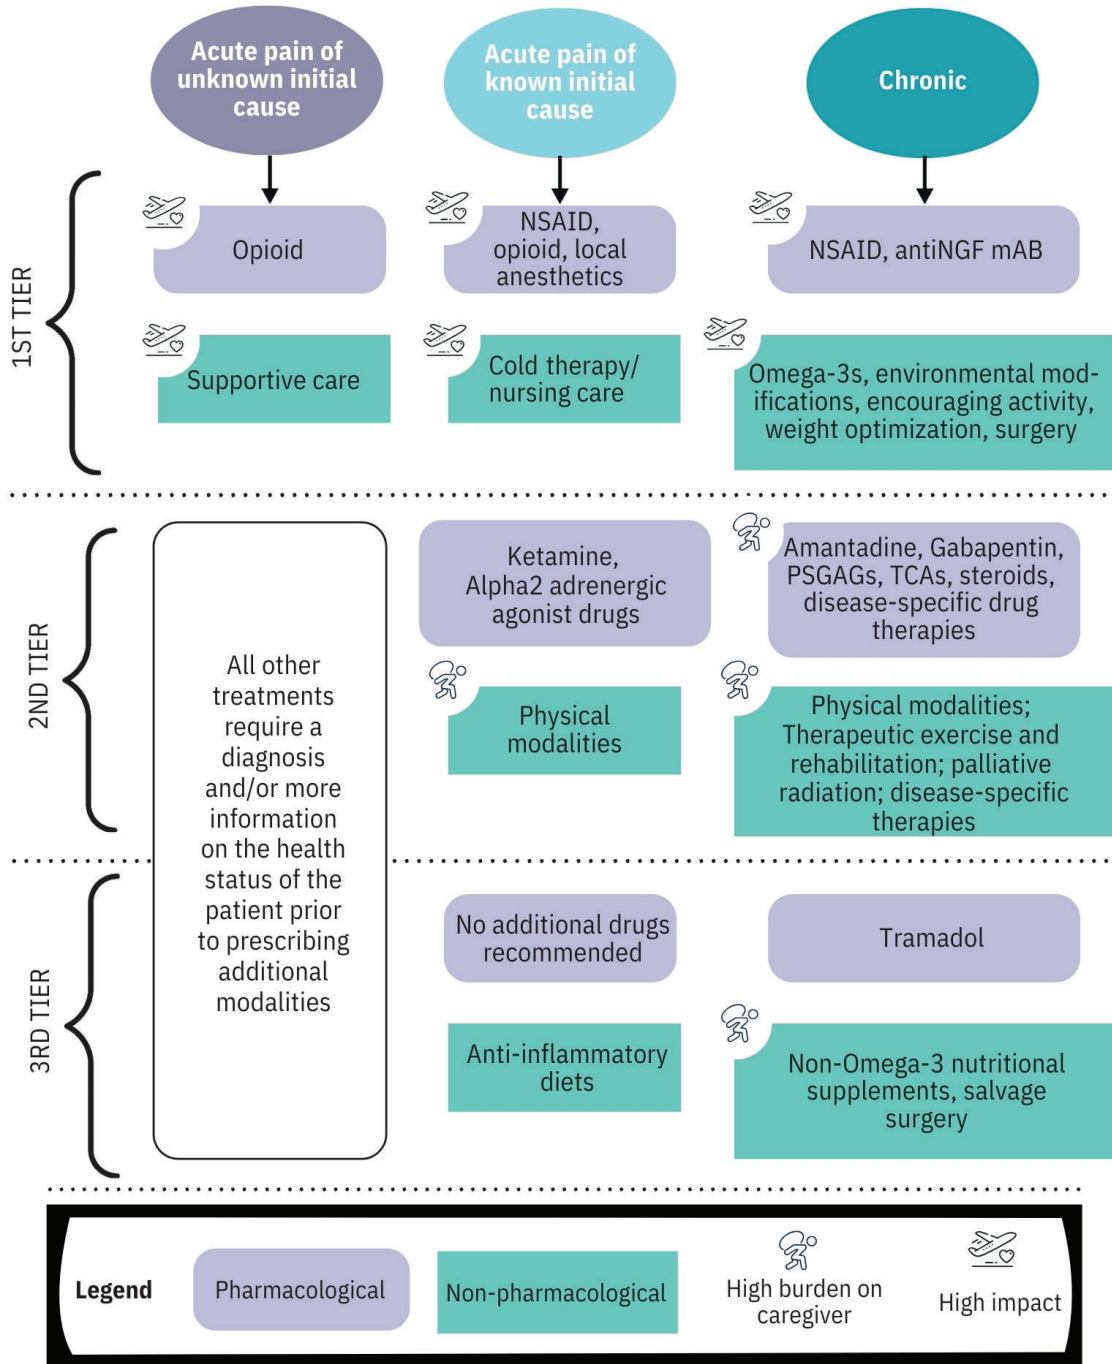 Acute pain of
unknown initial
cause
Acute pain of
known initial
cause
Chronic
1ST TIER
Opioid
NSAID,
opioid, local
anesthetics
NSAID, antiNGF mAB
Supportive care
Cold therapy/
nursing care
Omega-3s, environmental mod-
ifications, encouraging activity,
weight optimization, surgery
2ND TIER
All other
treatments
require a
diagnosis
and/or more
information
on the health
status of the
patient prior
to prescribing
additional
modalities
Ketamine,
Alpha2 adrenergic
agonist drugs
Amantadine, Gabapentin,
PSGAGs, TCAs, steroids,
disease-specific drug
therapies
Physical
modalities
Physical modalities;
Therapeutic exercise and
rehabilitation; palliative
radiation; disease-specific
therapies
3RD TIER
No additional drugs
recommended
Tramadol
Anti-inflammatory
diets
Non-Omega-3 nutritional
supplements, salvage
surgery
Legend
Pharmacological
Non-pharmacological
High burden on
caregiver
High impact